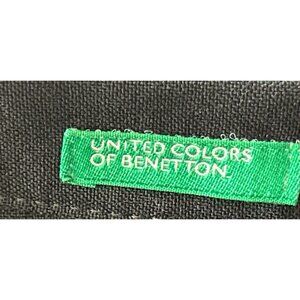 UNITED COLORS
OF BENETTON.